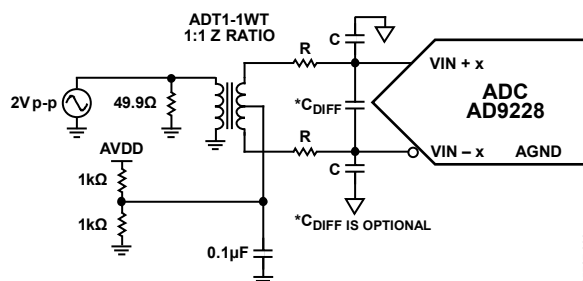 ADT1-1WT
1:1 Z RATIO
C
R
VIN + x
2V p-p
49.9Ω
*CDIFF
ADC
AD9228
R
AVDD
C
VIN – x
AGND
1kΩ
1kΩ
*CDIFF IS OPTIONAL
0.1µF